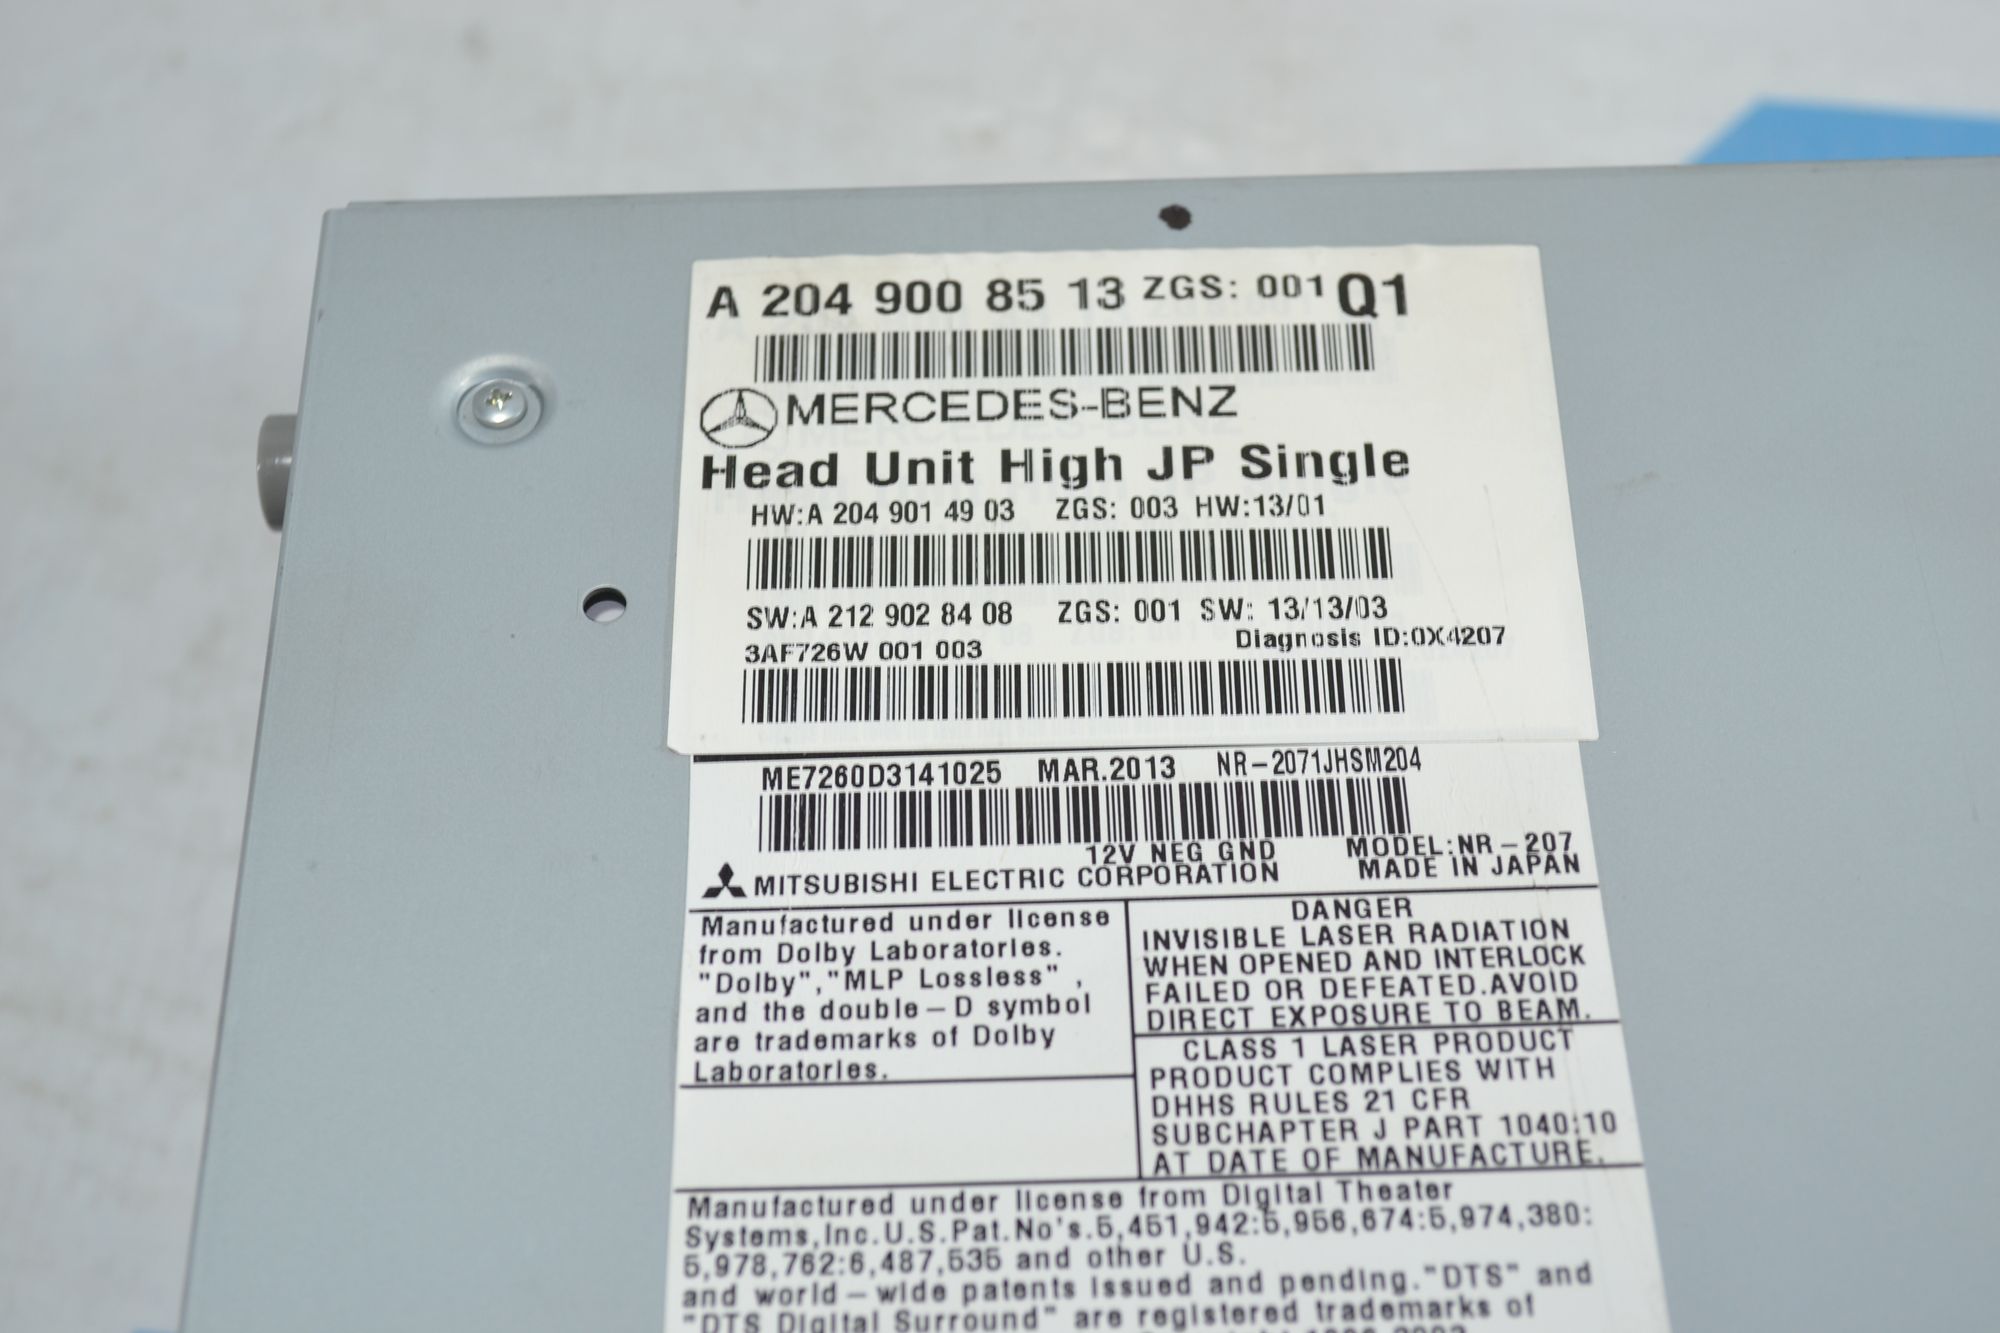 A 204 900 85 13 ZGS: 001 Q1
MERCEDES-BENZ
Head Unit High JP Single
HW:A 204 901 49 03 ZGS: 003 HW:13/01
SW:A 212 902 84 08 ZGS: 001 SW: 13/13/03
3AF726W 001 003 Diagnosis ID:0X4207
ME7260D3141025 MAR.2013 NR-2071JHSM204
12V NEG GND MODEL:NR-207
MITSUBISHI ELECTRIC CORPORATION MADE IN JAPAN
Manufactured under license
from Dolby Laboratories.
"Dolby","MLP Lossless",
and the double-D symbol
are trademarks of Dolby
Laboratories.
DANGER
INVISIBLE LASER RADIATION
WHEN OPENED AND INTERLOCK
FAILED OR DEFEATED.AVOID
DIRECT EXPOSURE TO BEAM.
CLASS 1 LASER PRODUCT
PRODUCT COMPLIES WITH
DHHS RULES 21 CFR
SUBCHAPTER J PART 1040:10
AT DATE OF MANUFACTURE.
Manufactured under license from Digital Theater
Systems,Inc.U.S.Pat.No's.5,451,942:5,956,674:5,974,380:
5,978,762:6,487,535 and other U.S.
and world-wide patents issued and pending."DTS" and
"DTS Digital Surround" are registered trademarks of